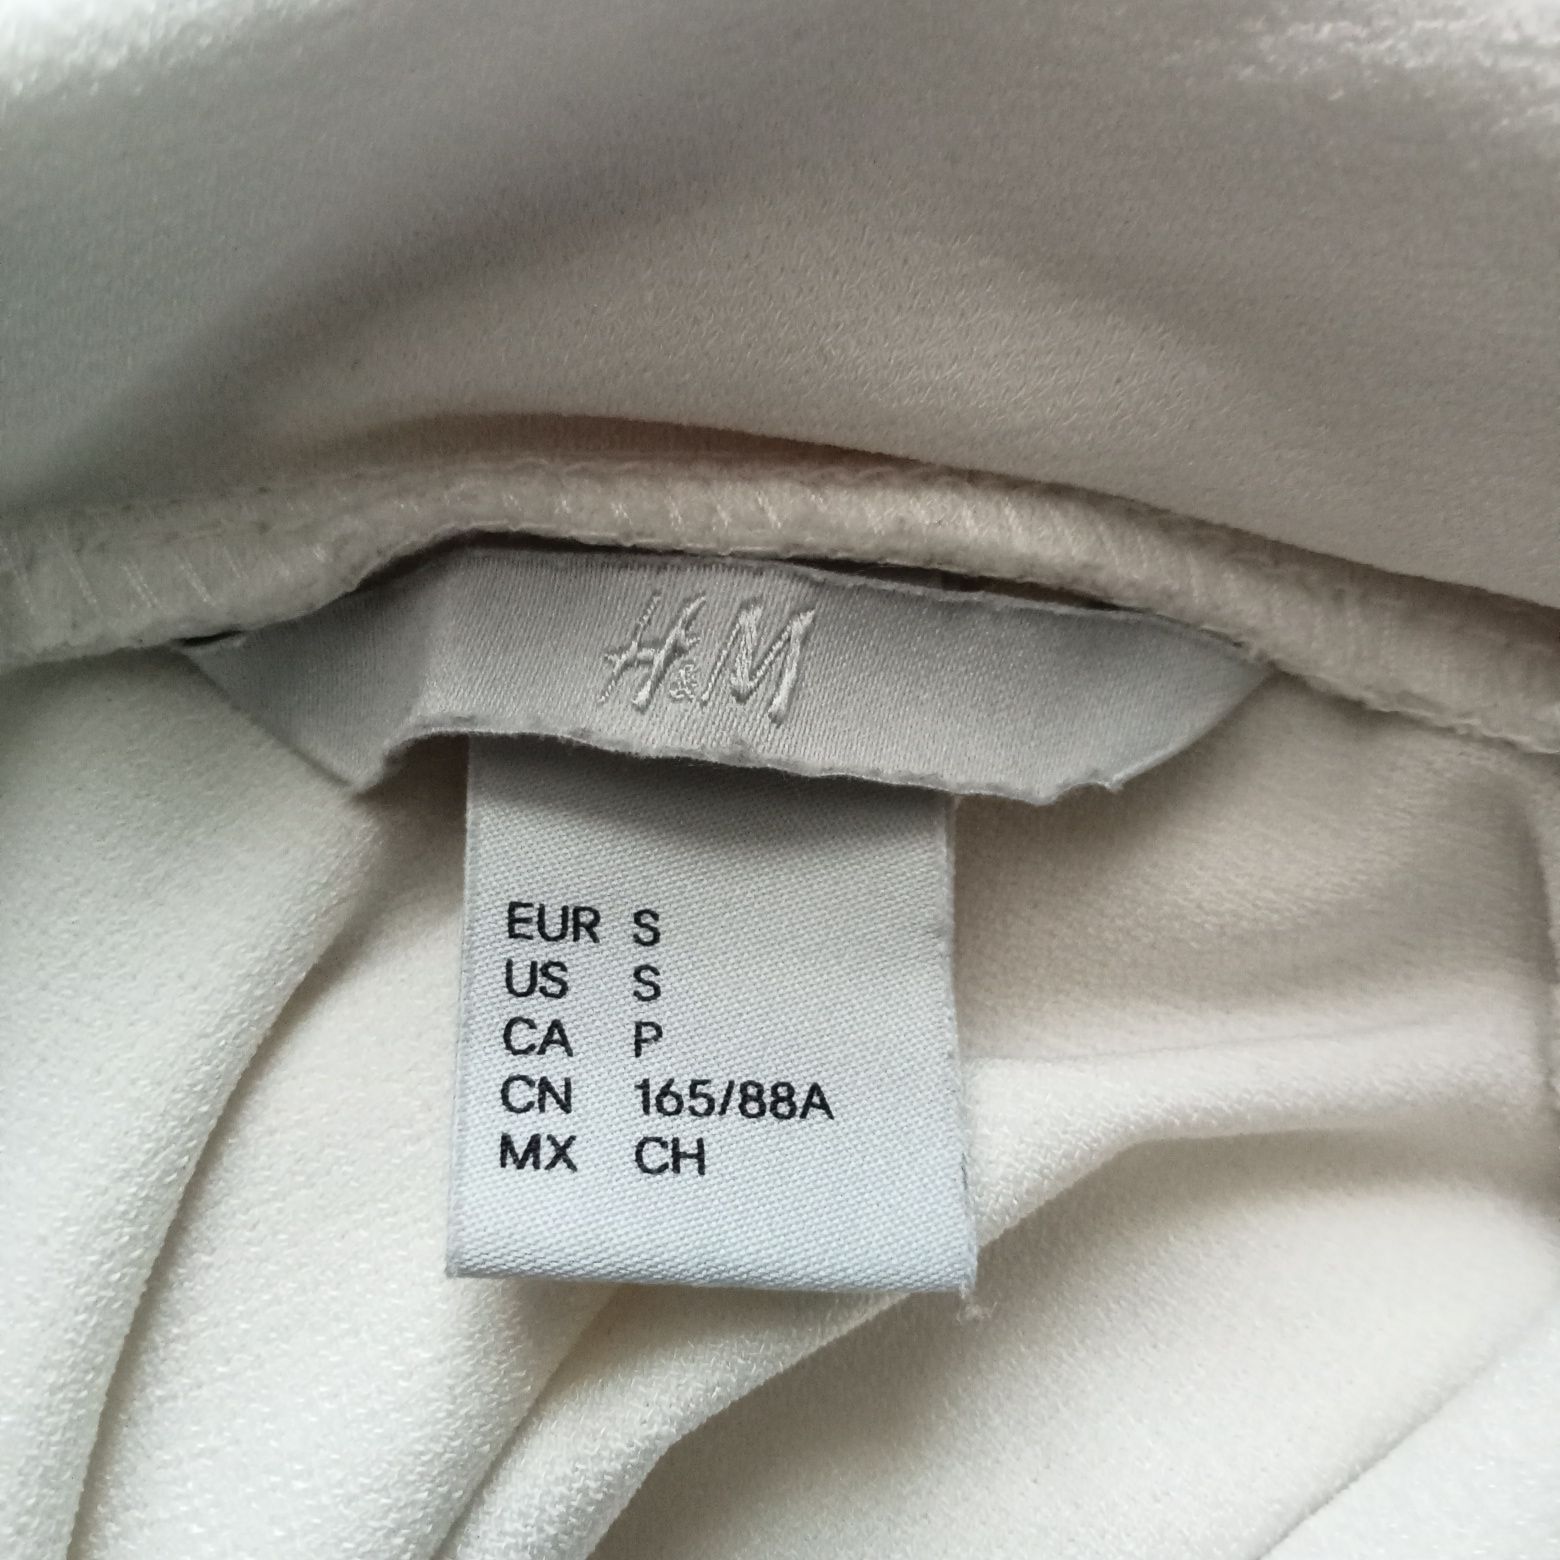 H&M
EUR S
US S
CA P
CN 165/88A
MX CH